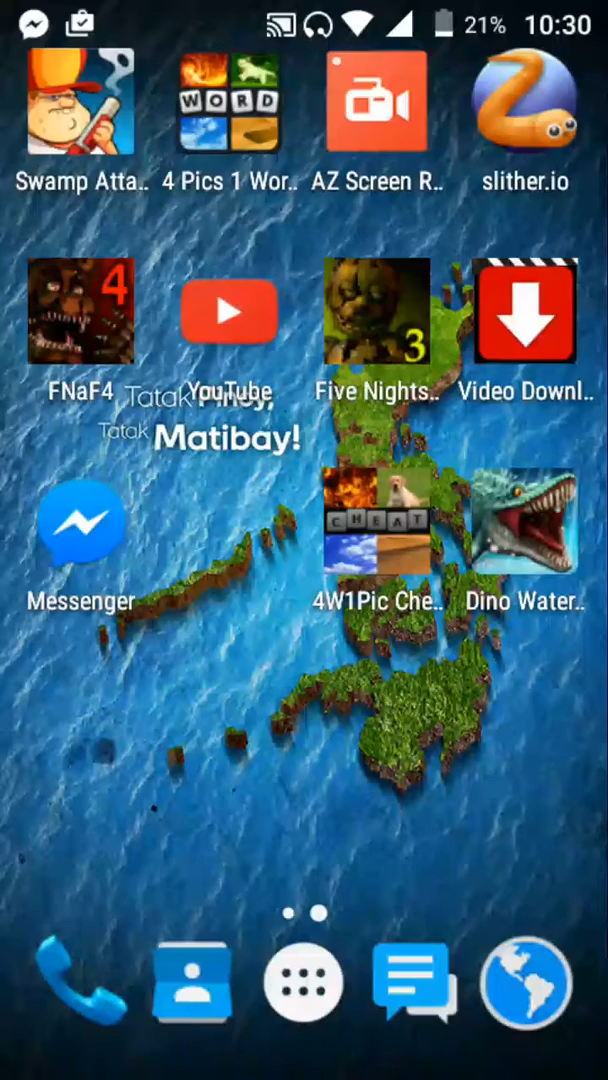 21% 10:30
WORD
Swamp Atta.. 4 Pics 1 Wor.. AZ Screen R.. slither.io
4 3
FNaF4 YouTube Five Nights.. Video Downl..
Tatak Pinoy,
Tatak Matibay!
CHEAT
Messenger 4W1Pic Che.. Dino Water..